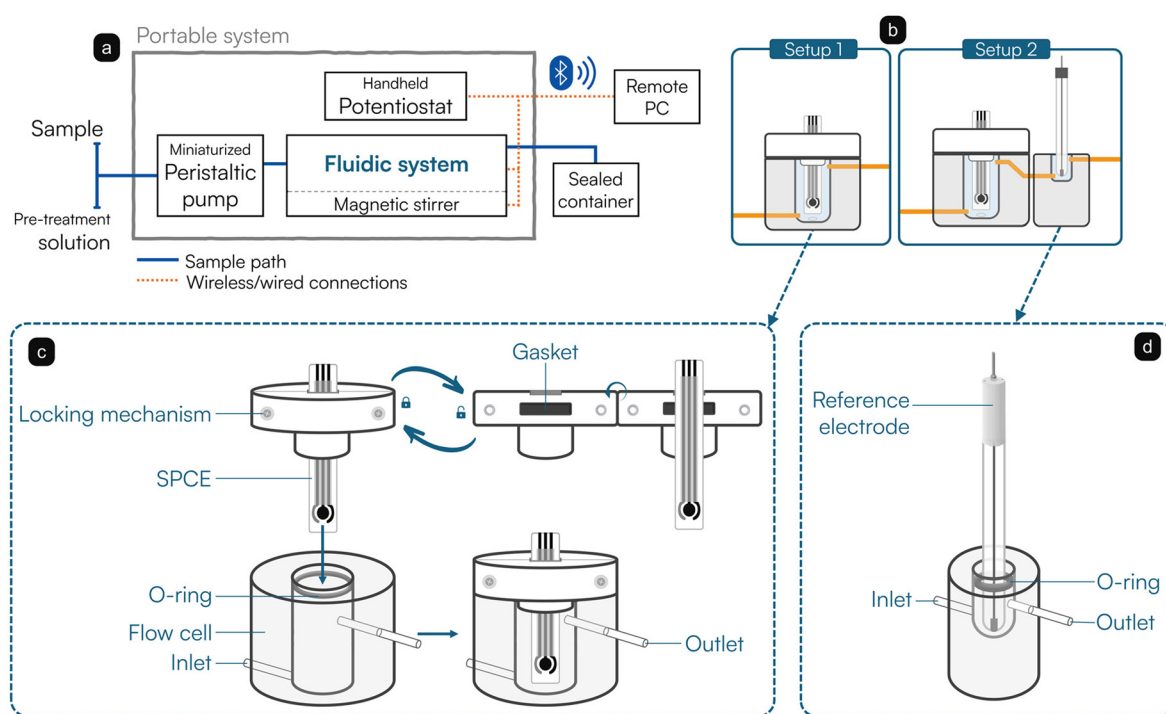 a
Portable system
Handheld
Potentiostat
Remote
PC
Sample
Miniaturized
Peristaltic
pump
Fluidic system
Magnetic stirrer
Sealed
container
Pre-treatment
solution
Sample path
Wireless/wired connections
b
Setup 1
Setup 2
c
Gasket
Locking mechanism
SPCE
O-ring
Flow cell
Inlet
Outlet
d
Reference
electrode
O-ring
Inlet
Outlet